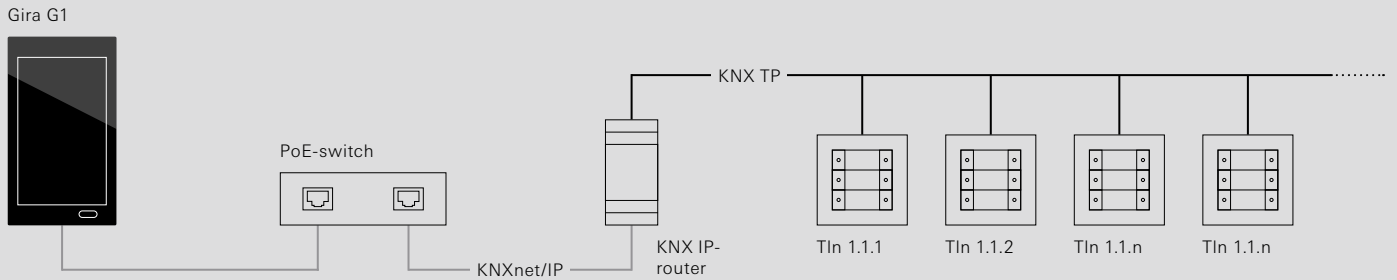 Gira G1
KNX TP
PoE-switch
KNXnet/IP
KNX IP-
router
Tln 1.1.1
Tln 1.1.2
Tln 1.1.n
Tln 1.1.n